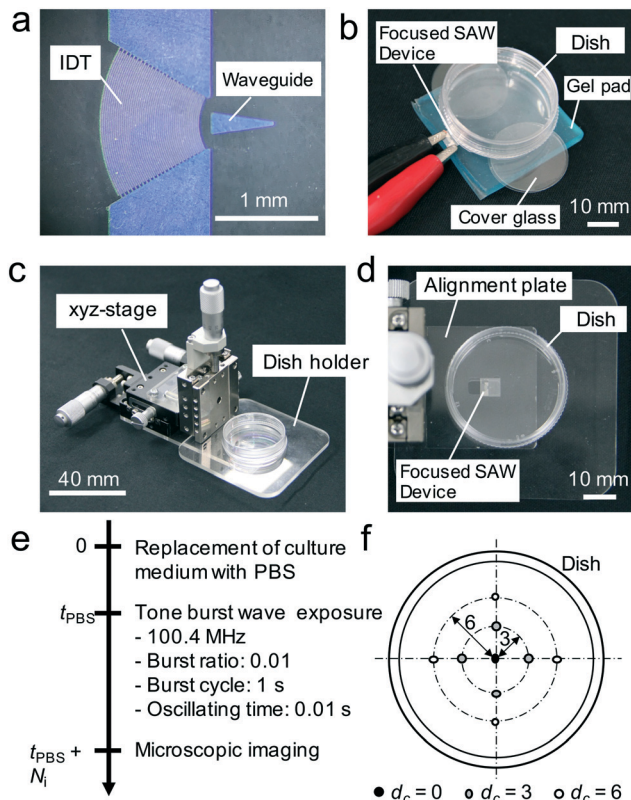 a
IDT
Waveguide
1 mm
b
Focused SAW
Device
Dish
Gel pad
Cover glass
10 mm
c
xyz-stage
Dish holder
40 mm
d
Alignment plate
Dish
Focused SAW
Device
10 mm
e
0
Replacement of culture
medium with PBS
tPBS
Tone burst wave exposure
- 100.4 MHz
- Burst ratio: 0.01
- Burst cycle: 1 s
- Oscillating time: 0.01 s
tPBS +
Ni
Microscopic imaging
f
Dish
6
3
dc = 0
dc = 3
dc = 6